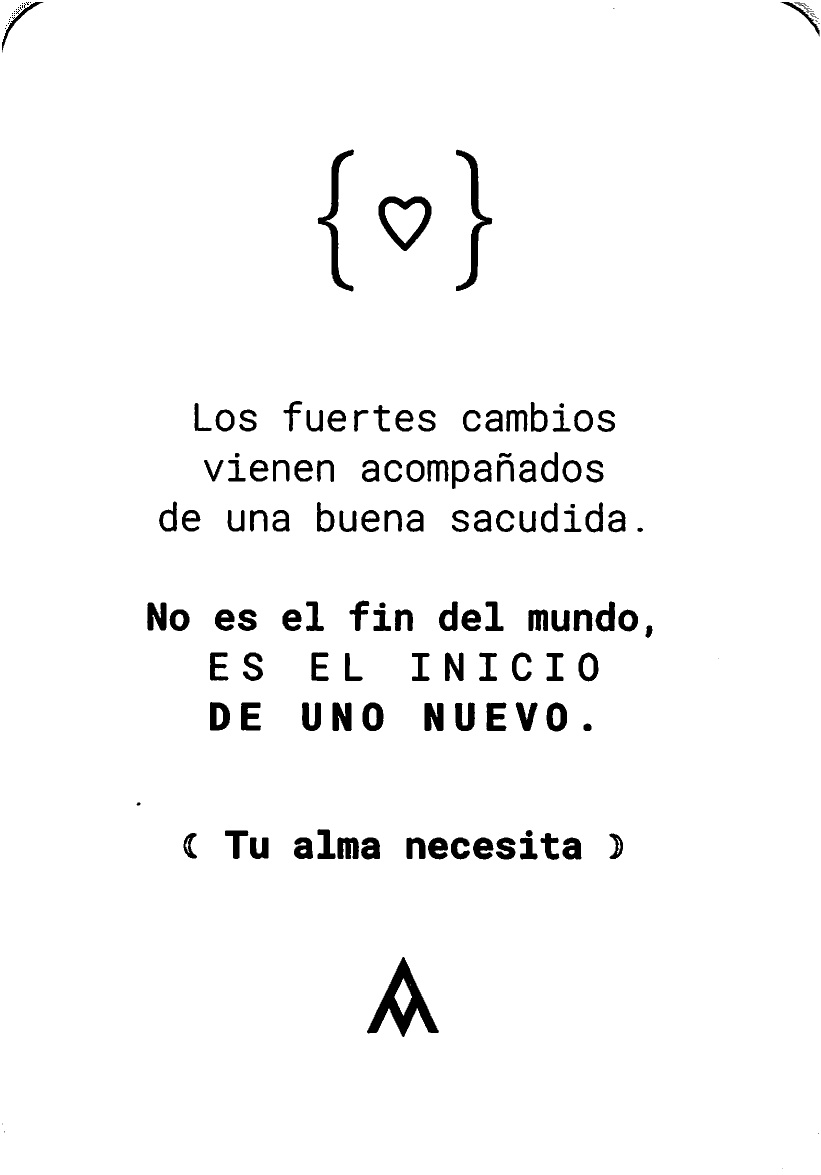 Los fuertes cambios
vienen acompañados
de una buena sacudida.
No es el fin del mundo,
ES EL INICIO
DE UNO NUEVO.
( Tu alma necesita )